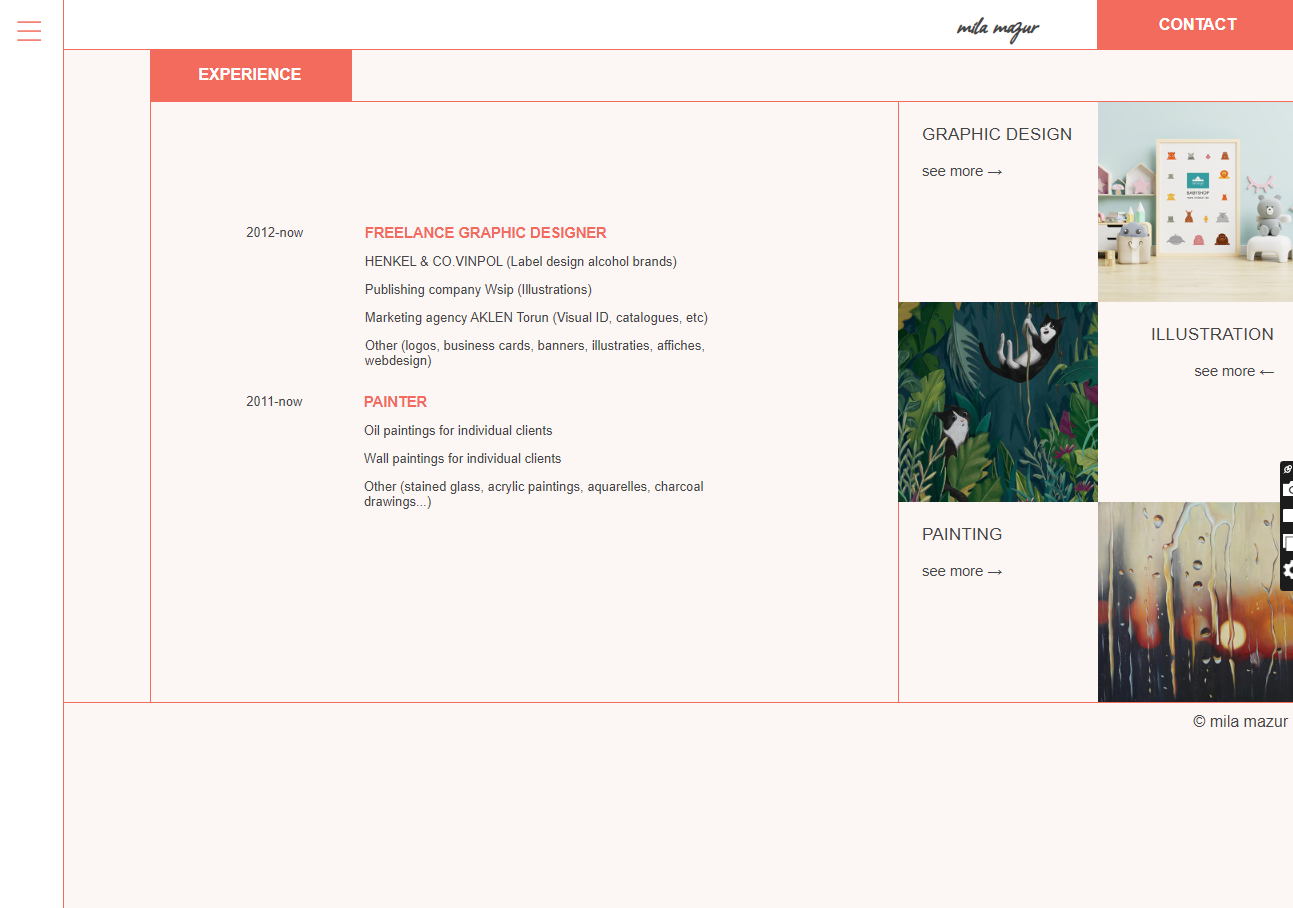 mila mazur
CONTACT
EXPERIENCE
2012-now
FREELANCE GRAPHIC DESIGNER
HENKEL & CO.VINPOL (Label design alcohol brands)
Publishing company Wsip (Illustrations)
Marketing agency AKLEN Torun (Visual ID, catalogues, etc)
Other (logos, business cards, banners, illustraties, affiches,
webdesign)
2011-now
PAINTER
Oil paintings for individual clients
Wall paintings for individual clients
Other (stained glass, acrylic paintings, aquarelles, charcoal
drawings...)
GRAPHIC DESIGN
see more →
BABYSHOP
ILLUSTRATION
see more ←
PAINTING
see more →
© mila mazur